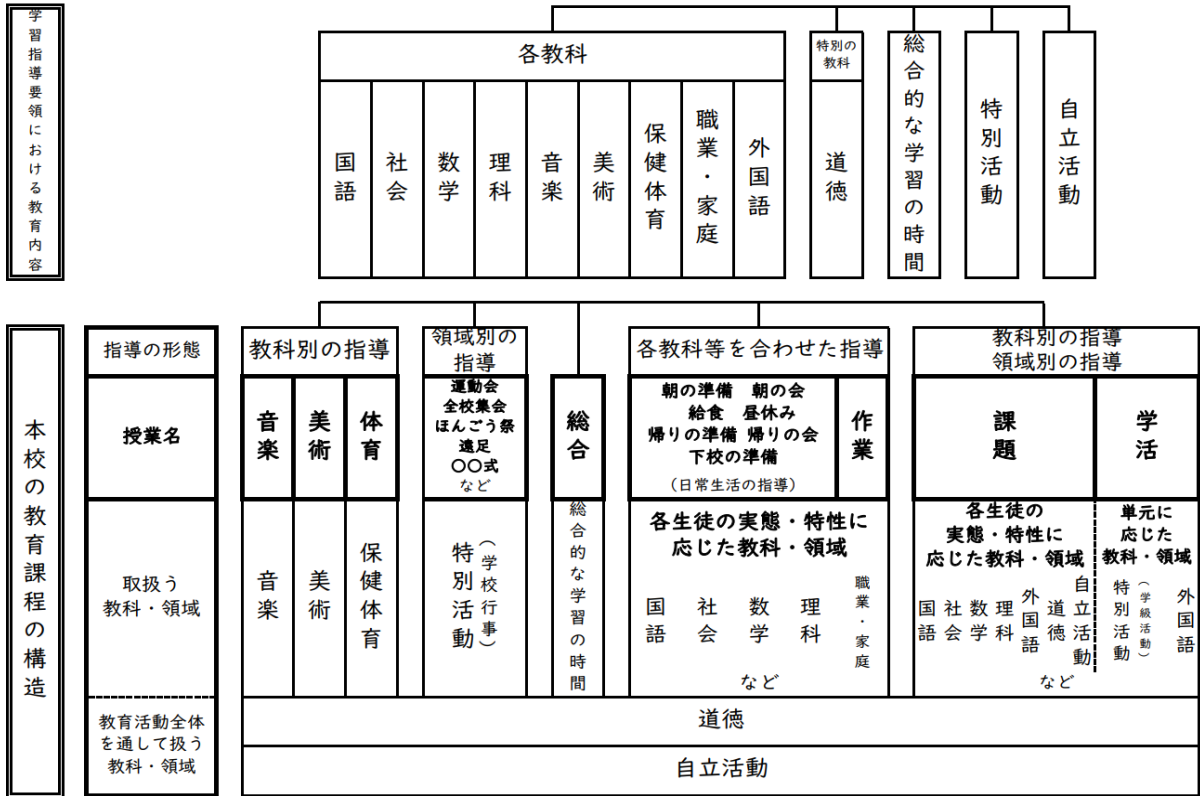 学習指導要領における教育内容
各教科
国語
社会
数学
理科
音楽
美術
保健体育
職業・家庭
外国語
特別の
教科
道徳
総合的な学習の時間
特別活動
自立活動
本校の教育課程の構造
指導の形態
教科別の指導
領域別の
指導
各教科等を合わせた指導
教科別の指導
領域別の指導
授業名
音楽
美術
体育
運動会
全校集会
ほんごう祭
遠足
〇〇式
など
総合
朝の準備 朝の会
給食 昼休み
帰りの準備 帰りの会
下校の準備
（日常生活の指導）
作業
課題
学活
取扱う
教科・領域
音楽
美術
保健体育
特別活動
（学校行事）
総合的な学習の時間
各生徒の実態・特性に
応じた教科・領域
国語
社会
数学
理科
職業・家庭
など
各生徒の
実態・特性に
応じた教科・領域
国語
社会
数学
理科
外国語
道徳
自立活動
単元に
応じた
教科・領域
特別活動
（学級活動）
外国語
など
教育活動全体
を通して扱う
教科・領域
道徳
自立活動